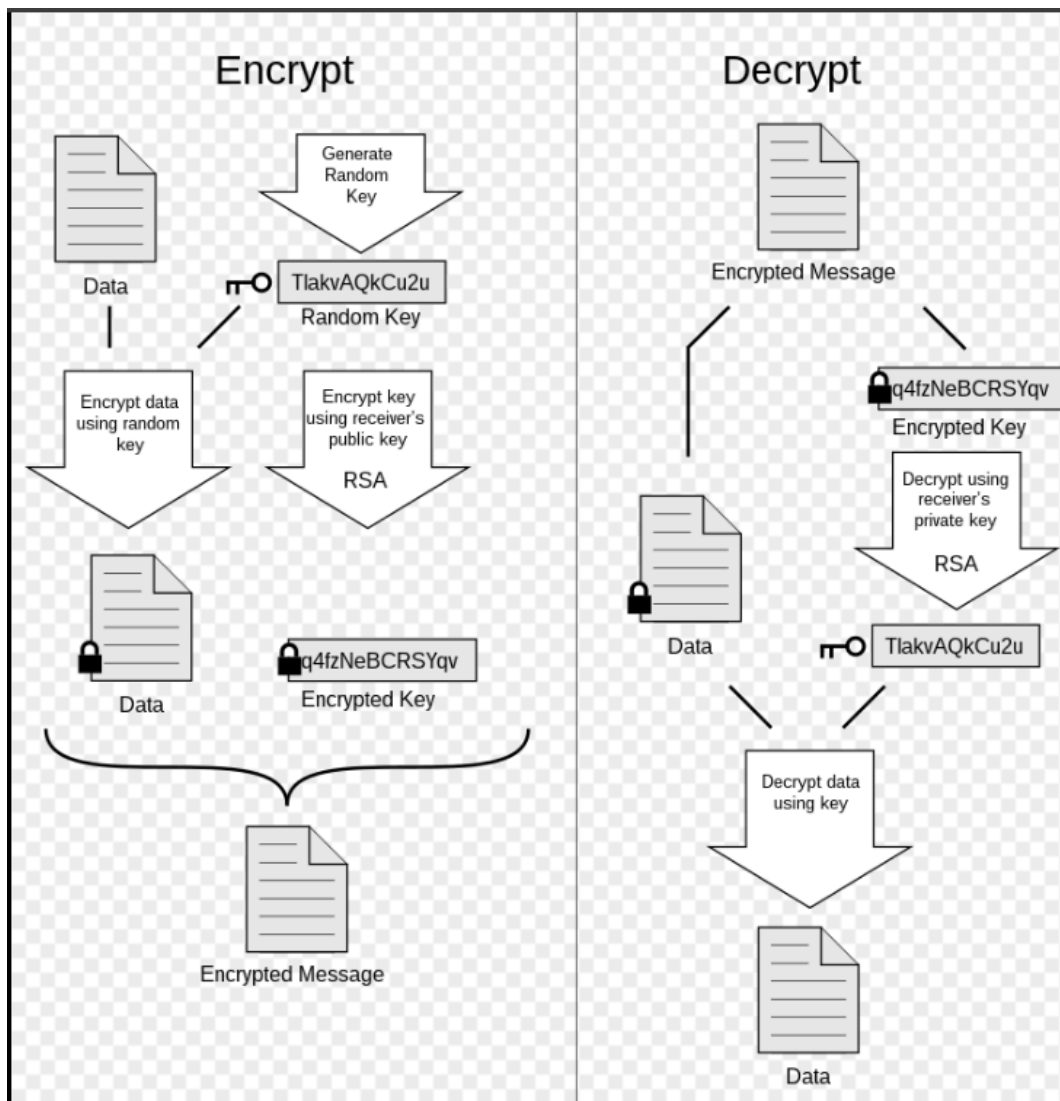 Encrypt
Data
Generate
Random
Key
TlakvAQkCu2u
Random Key
Encrypt data
using random
key
Encrypt key
using receiver's
public key
RSA
Data
q4fzNeBCRSYqv
Encrypted Key
Encrypted Message
Decrypt
Encrypted Message
q4fzNeBCRSYqv
Encrypted Key
Decrypt using
receiver's
private key
RSA
Data
TlakvAQkCu2u
Decrypt data
using key
Data